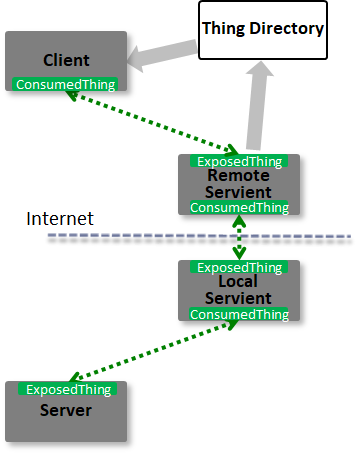 Thing Directory
Client
ConsumedThing
ExposedThing
Remote
Servient
ConsumedThing
Internet
ExposedThing
Local
Servient
ConsumedThing
ExposedThing
Server